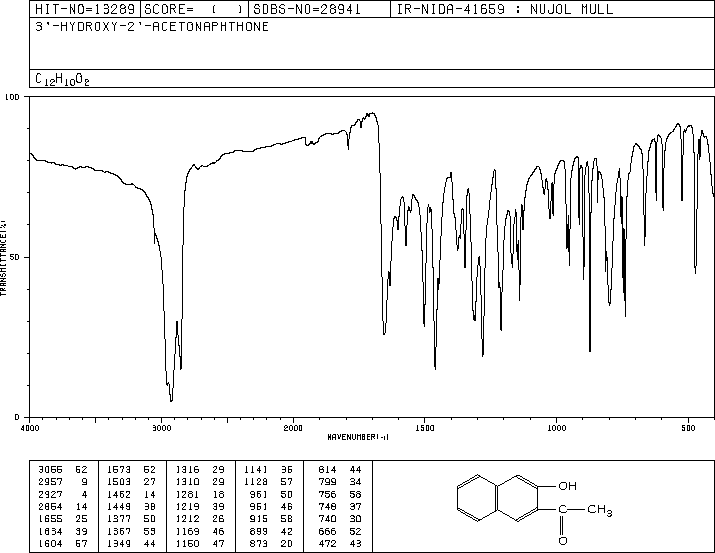 HIT-NO=13289 SCORE= ( ) SDBS-NO=28941 IR-NIDA-41659 : NUJOL MULL
3'-HYDROXY-2'-ACETONAPHTHONE
C12H10O2
100
50
0
TRANSMITTANCE(%)
4000 3000 2000 1500 1000 500
WAVENUMBER(-1)
3055 52 1573 52 1316 29 1141 35 814 44
2957 9 1503 27 1310 29 1128 57 799 34
2927 4 1462 14 1281 18 961 50 756 58
2854 14 1449 38 1219 39 951 46 748 37
1655 25 1377 50 1212 26 915 58 740 30
1634 39 1367 59 1169 46 899 42 666 52
1604 57 1349 44 1150 47 873 20 472 43
OH
CH3
O